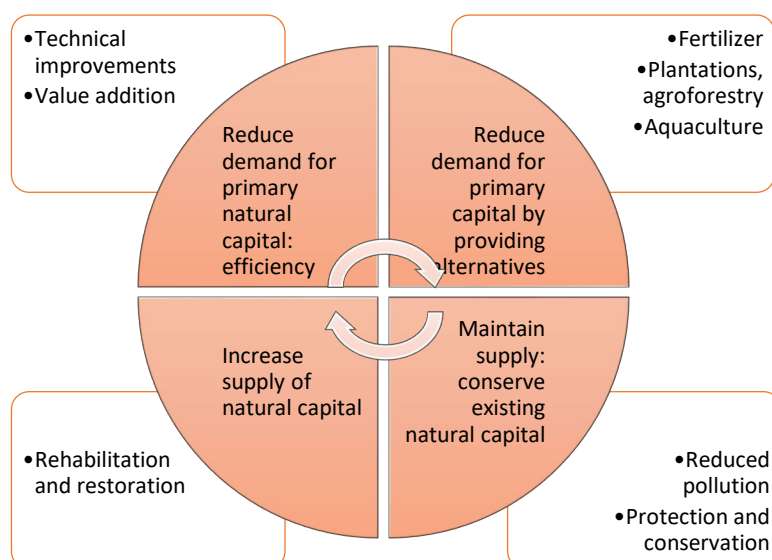 •Technical
improvements
•Value addition
•Fertilizer
•Plantations,
agroforestry
•Aquaculture
Reduce
demand for
primary
natural
capital:
efficiency
Reduce
demand for
primary
capital by
providing
alternatives
Increase
supply of
natural capital
Maintain
supply:
conserve
existing
natural capital
•Rehabilitation
and restoration
•Reduced
pollution
•Protection and
conservation